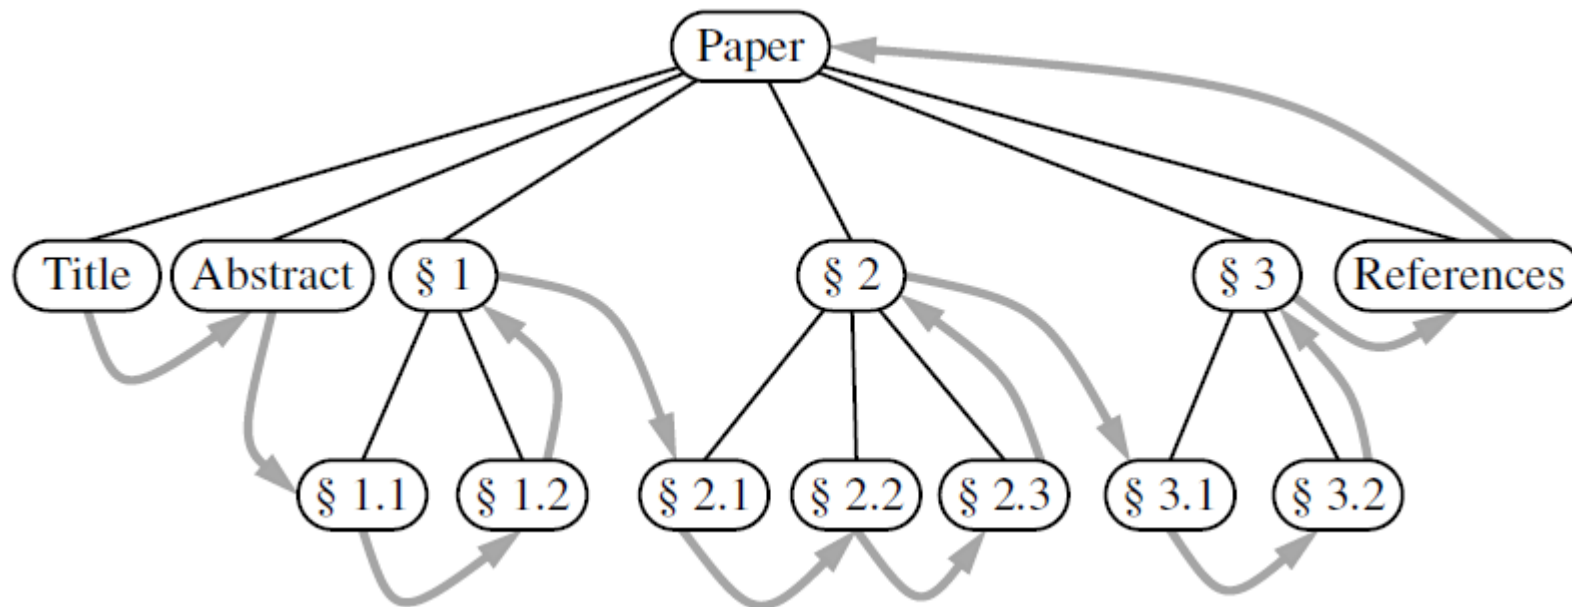 Paper
Title Abstract § 1 § 2 § 3 References
§ 1.1 § 1.2 § 2.1 § 2.2 § 2.3 § 3.1 § 3.2